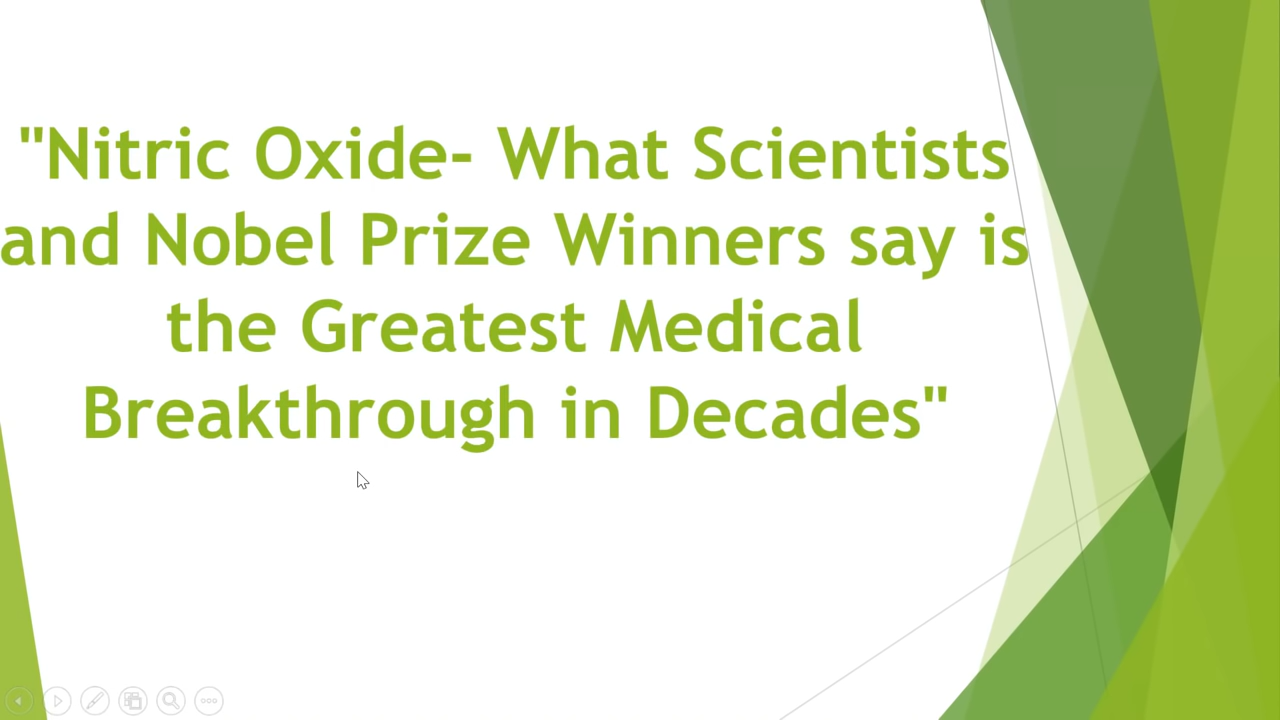 "Nitric Oxide- What Scientists
and Nobel Prize Winners say is
the Greatest Medical
Breakthrough in Decades"